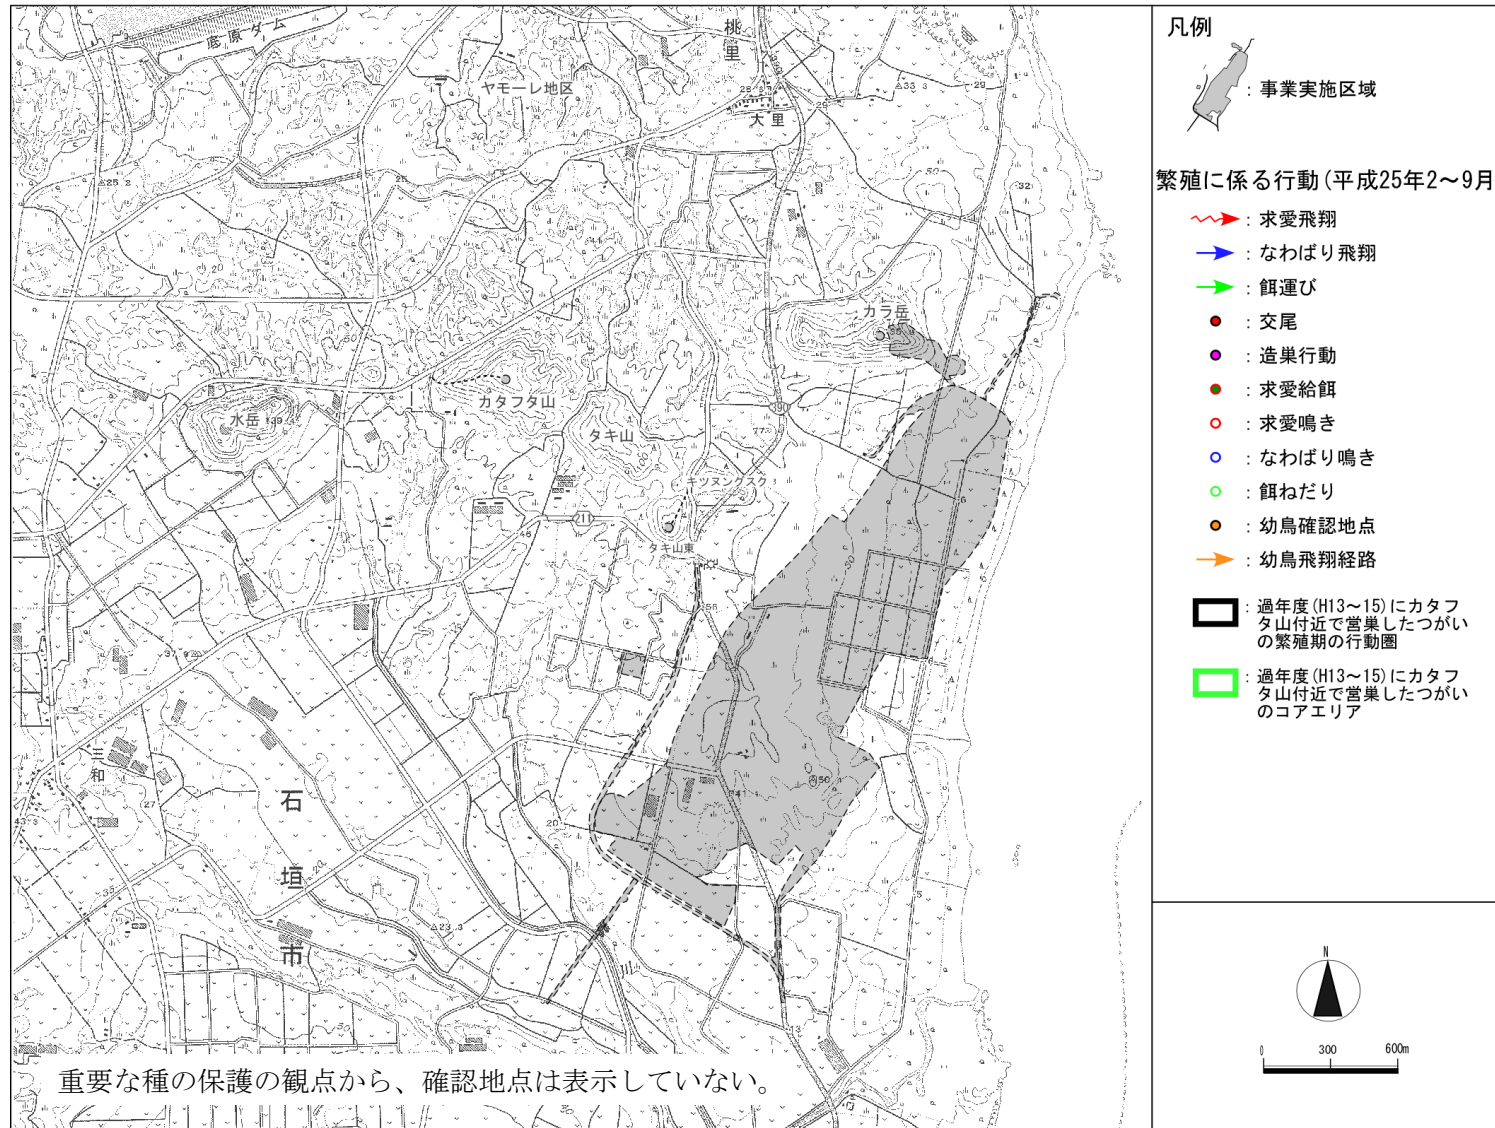 底原ダム
桃里
ヤモーレ地区
大里
カラ岳
カタフタ山
水岳
タキ山
キツヌングスク
タキ山東
390
211
三和
石垣市
重要な種の保護の観点から、確認地点は表示していない。
凡例
: 事業実施区域
繁殖に係る行動(平成25年2～9月
: 求愛飛翔
: なわばり飛翔
: 餌運び
: 交尾
: 造巣行動
: 求愛給餌
: 求愛鳴き
: なわばり鳴き
: 餌ねだり
: 幼鳥確認地点
: 幼鳥飛翔経路
: 過年度(H13～15)にカタフ
タ山付近で営巣したつがい
の繁殖期の行動圏
: 過年度(H13～15)にカタフ
タ山付近で営巣したつがい
のコアエリア
N
0 300 600m